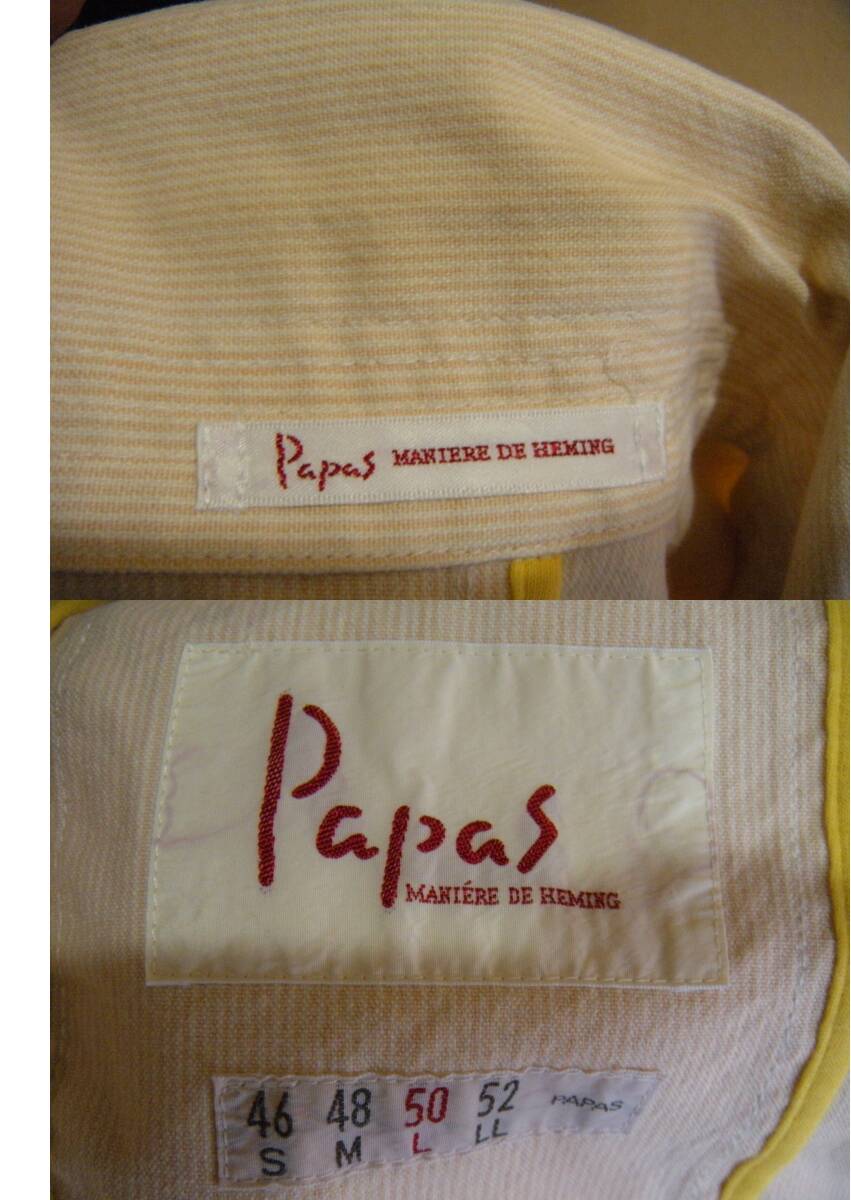 Papas MANIERE DE HEMING
Papas
MANIÉRE DE HEMING
46 48 50 52 PAPAS
S M L LL